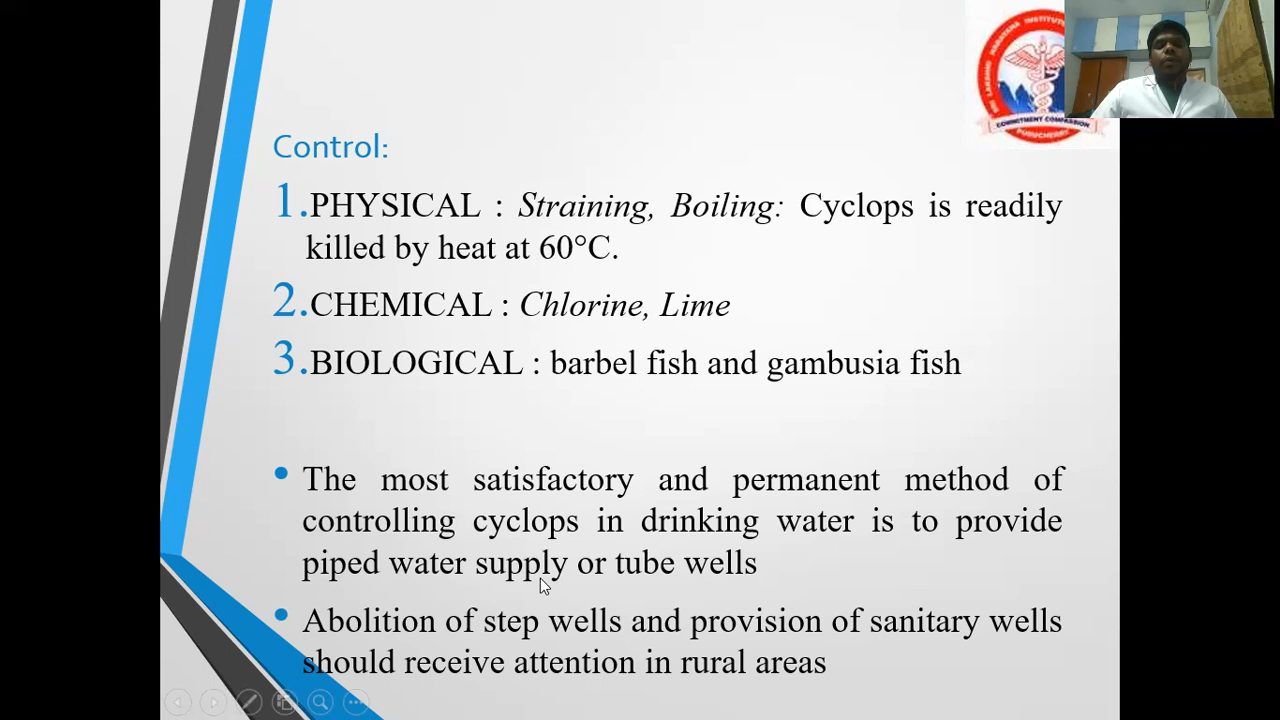 Control:
1.PHYSICAL : Straining, Boiling: Cyclops is readily
killed by heat at 60°C.
2.CHEMICAL : Chlorine, Lime
3.BIOLOGICAL : barbel fish and gambusia fish
• The most satisfactory and permanent method of
controlling cyclops in drinking water is to provide
piped water supply or tube wells
• Abolition of step wells and provision of sanitary wells
should receive attention in rural areas
COMMITMENT COMPASSION
PUDUCHERRY